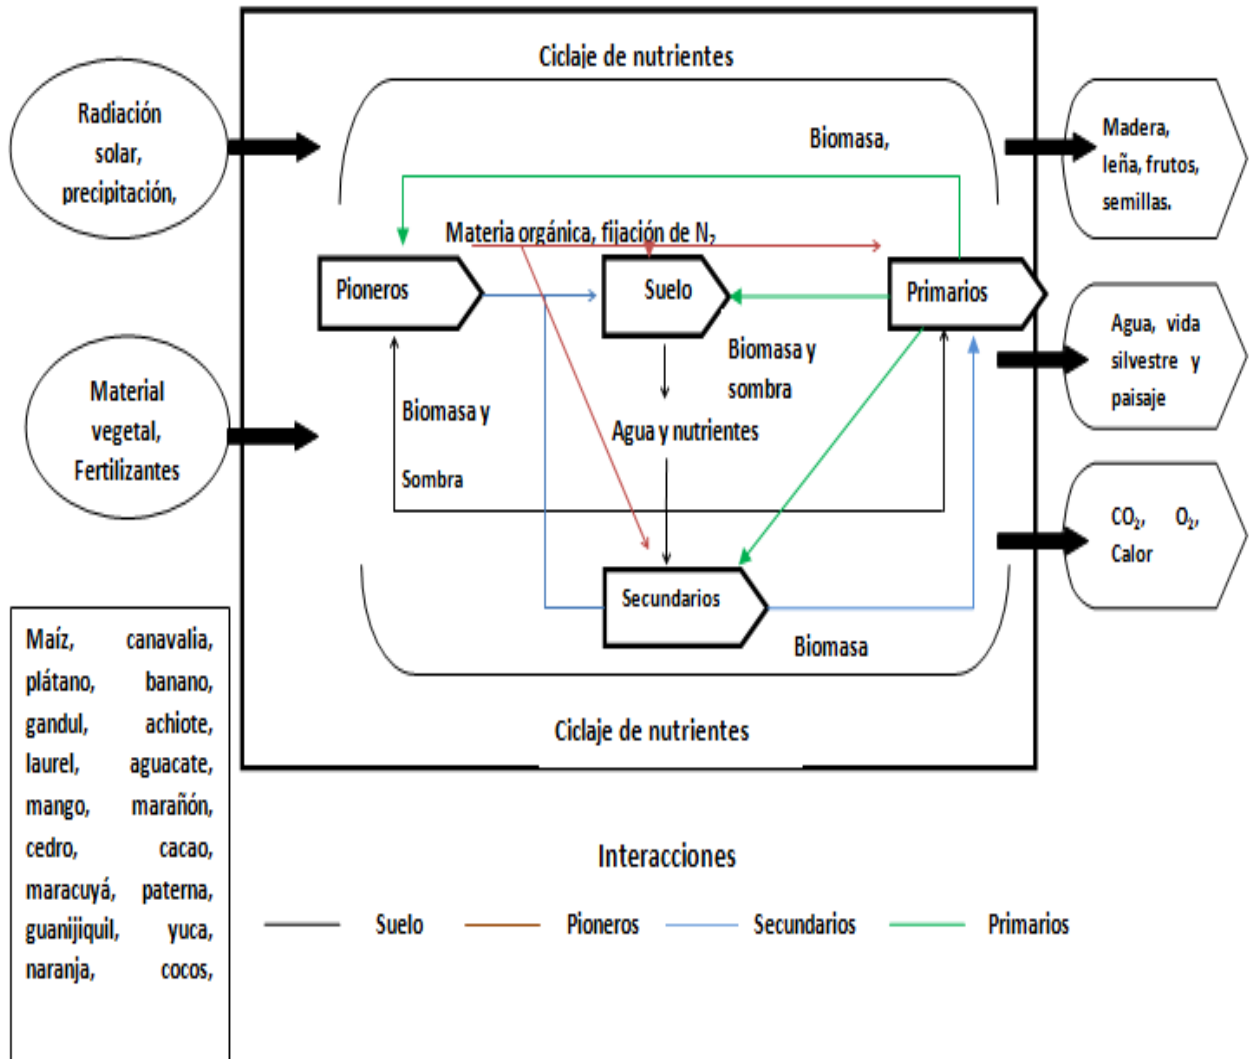 Ciclaje de nutrientes
Radiación
solar,
precipitación,
Biomasa,
Madera,
leña, frutos,
semillas.
Materia orgánica, fijación de N₂
Pioneros
Suelo
Primarios
Material
vegetal,
Fertilizantes
Biomasa y
Sombra
Biomasa y
sombra
Agua y nutrientes
Agua, vida
silvestre y
paisaje
CO₂, O₂,
Calor
Secundarios
Biomasa
Ciclaje de nutrientes
Maíz, canavalia,
plátano, banano,
gandul, achiote,
laurel, aguacate,
mango, marañón,
cedro, cacao,
maracuyá, paterna,
guanijiquil, yuca,
naranja, cocos,
Interacciones
Suelo
Pioneros
Secundarios
Primarios